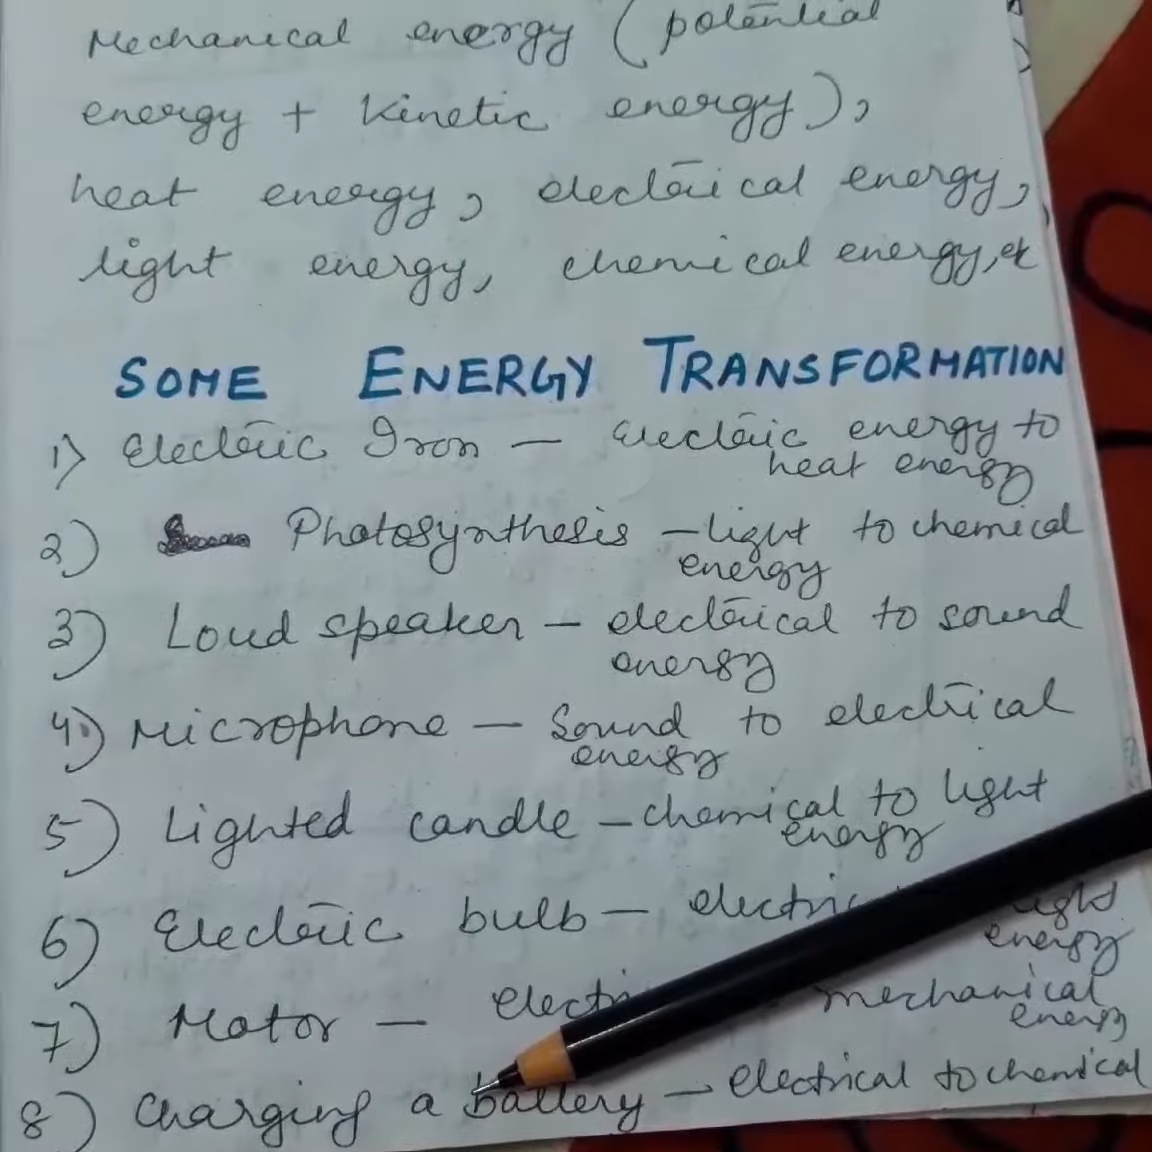 Mechanical energy (potential
energy + Kinetic energy),
heat energy, electrical energy,
light energy, chemical energy, etc
SOME ENERGY TRANSFORMATION
1) Electric Iron — Electric energy to
heat energy
2) Photosynthesis — light to chemical
energy
3) Loud speaker — electrical to sound
energy
4) Microphone — Sound to electrical
energy
5) Lighted candle — chemical to light
energy
6) Electric bulb — electric light
energy
7) Motor — electri mechanical
energy
8) Charging a battery — electrical to chemical